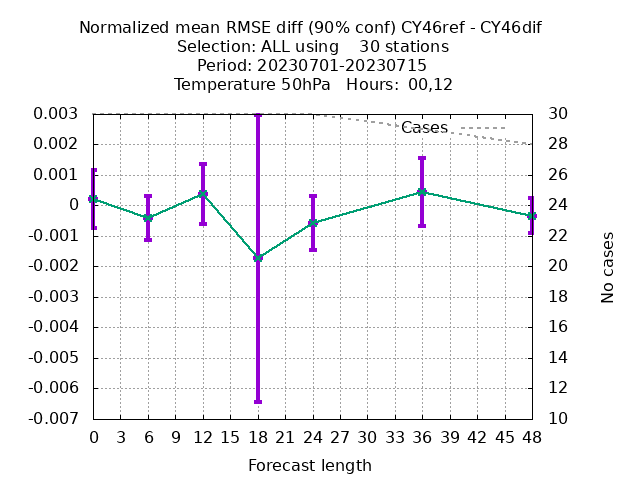 Normalized mean RMSE diff (90% conf) CY46ref - CY46dif
Selection: ALL using    30 stations
Period: 20230701-20230715
Temperature 50hPa   Hours:  00,12
Cases
0.003
0.002
0.001
0
-0.001
-0.002
-0.003
-0.004
-0.005
-0.006
-0.007
30
28
26
24
22
20
18
16
14
12
10
No cases
0 3 6 9 12 15 18 21 24 27 30 33 36 39 42 45 48
Forecast length